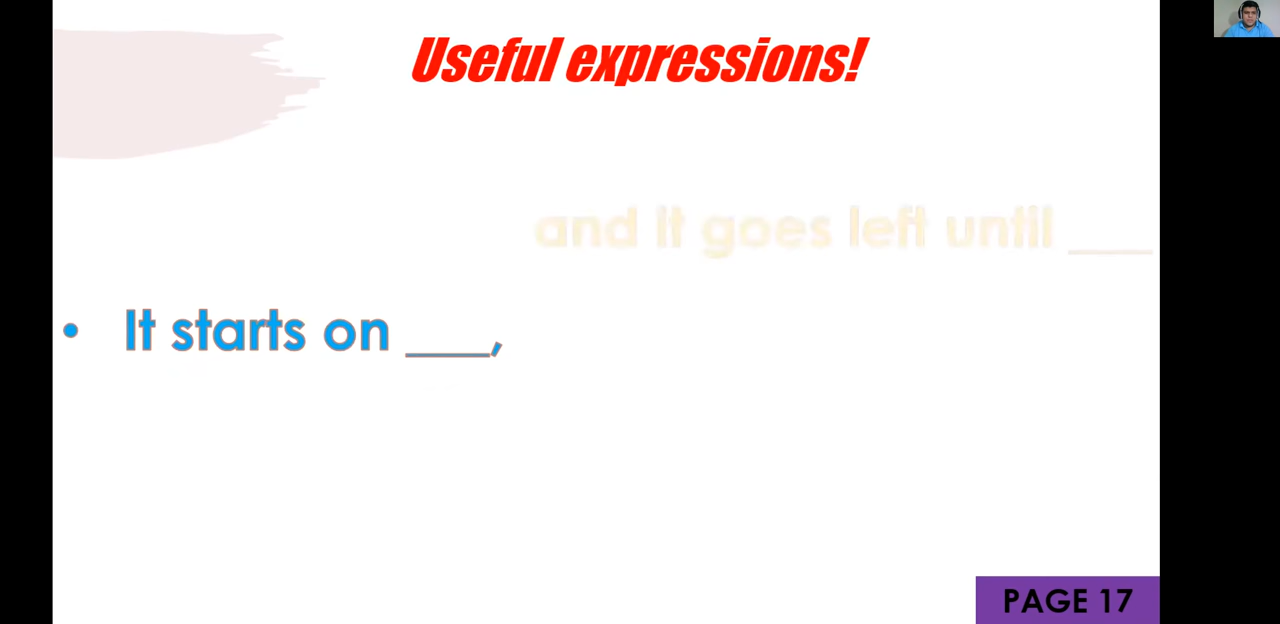 Useful expressions!
and it goes left until ___
• It starts on ___,
PAGE 17